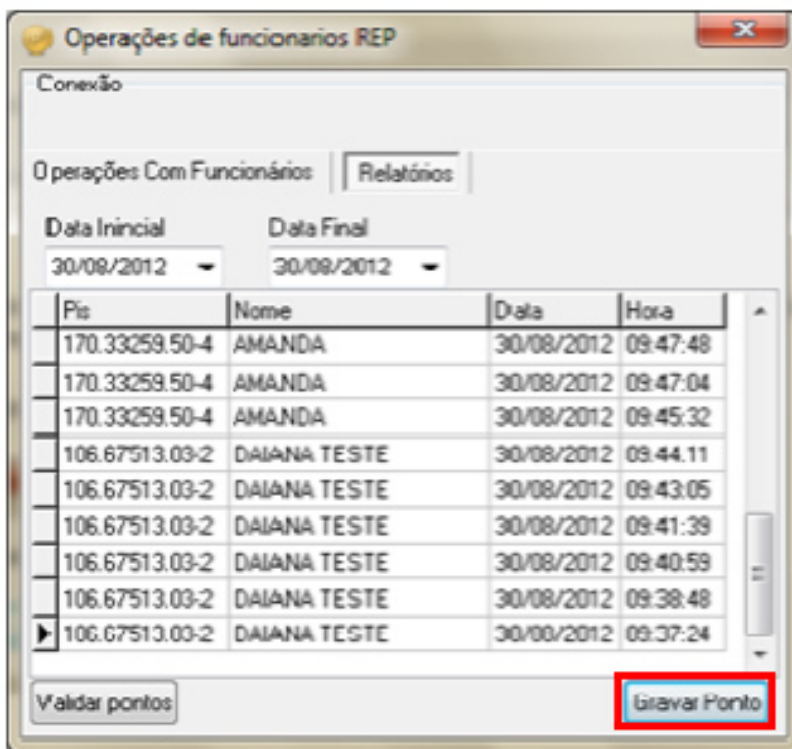 Operações de funcionarios REP
Conexão
Operações Com Funcionários Relatórios
Data Inincial Data Final
30/08/2012 30/08/2012
Pis Nome Data Hora
170.33259.50-4 AMANDA 30/08/2012 09:47:48
170.33259.50-4 AMANDA 30/08/2012 09:47:04
170.33259.50-4 AMANDA 30/08/2012 09:45:32
106.67513.03-2 DAIANA TESTE 30/08/2012 09:44:11
106.67513.03-2 DAIANA TESTE 30/08/2012 09:43:05
106.67513.03-2 DAIANA TESTE 30/08/2012 09:41:39
106.67513.03-2 DAIANA TESTE 30/08/2012 09:40:59
106.67513.03-2 DAIANA TESTE 30/08/2012 09:38:48
106.67513.03-2 DAIANA TESTE 30/08/2012 09:37:24
Validar pontos Gravar Ponto